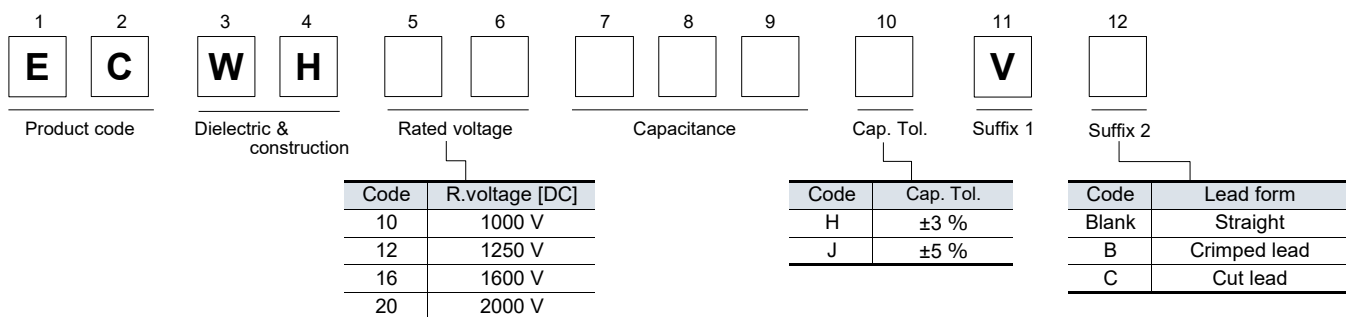 1 2 3 4 5 6 7 8 9 10 11 12
E C W H V
Product code Dielectric & construction Rated voltage Capacitance Cap. Tol. Suffix 1 Suffix 2
Code R.voltage [DC]
10 1000 V
12 1250 V
16 1600 V
20 2000 V
Code Cap. Tol.
H ±3 %
J ±5 %
Code Lead form
Blank Straight
B Crimped lead
C Cut lead